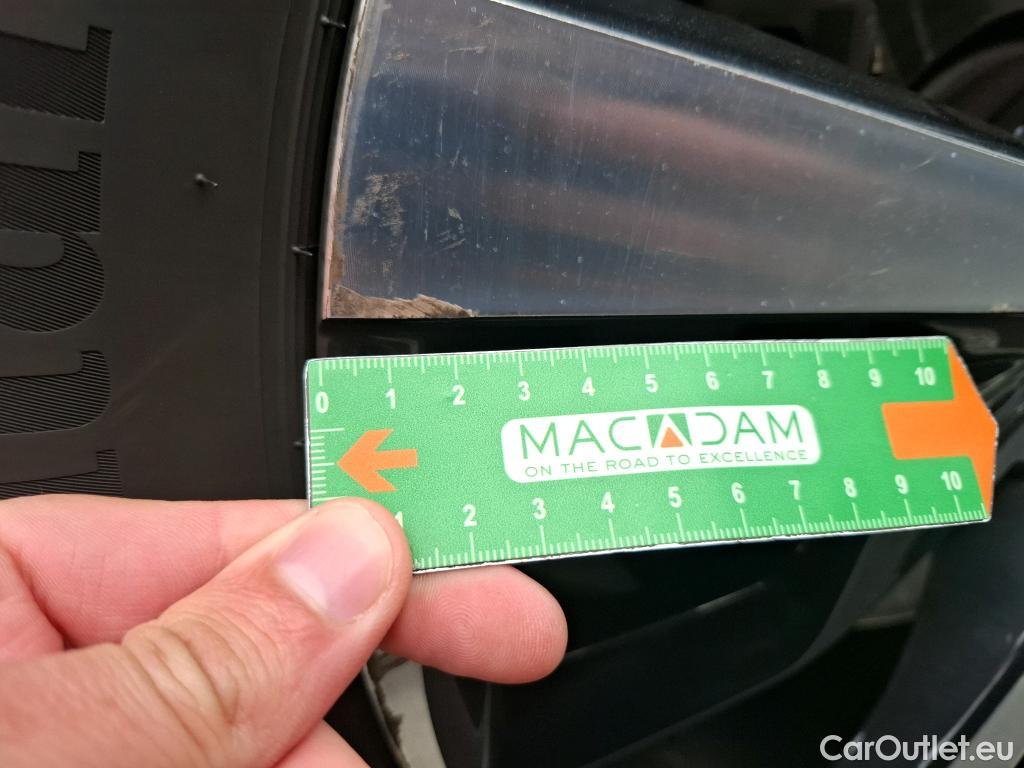 0 1 2 3 4 5 6 7 8 9 10
MACADAM
ON THE ROAD TO EXCELLENCE
1 2 3 4 5 6 7 8 9 10
CarOutlet.eu